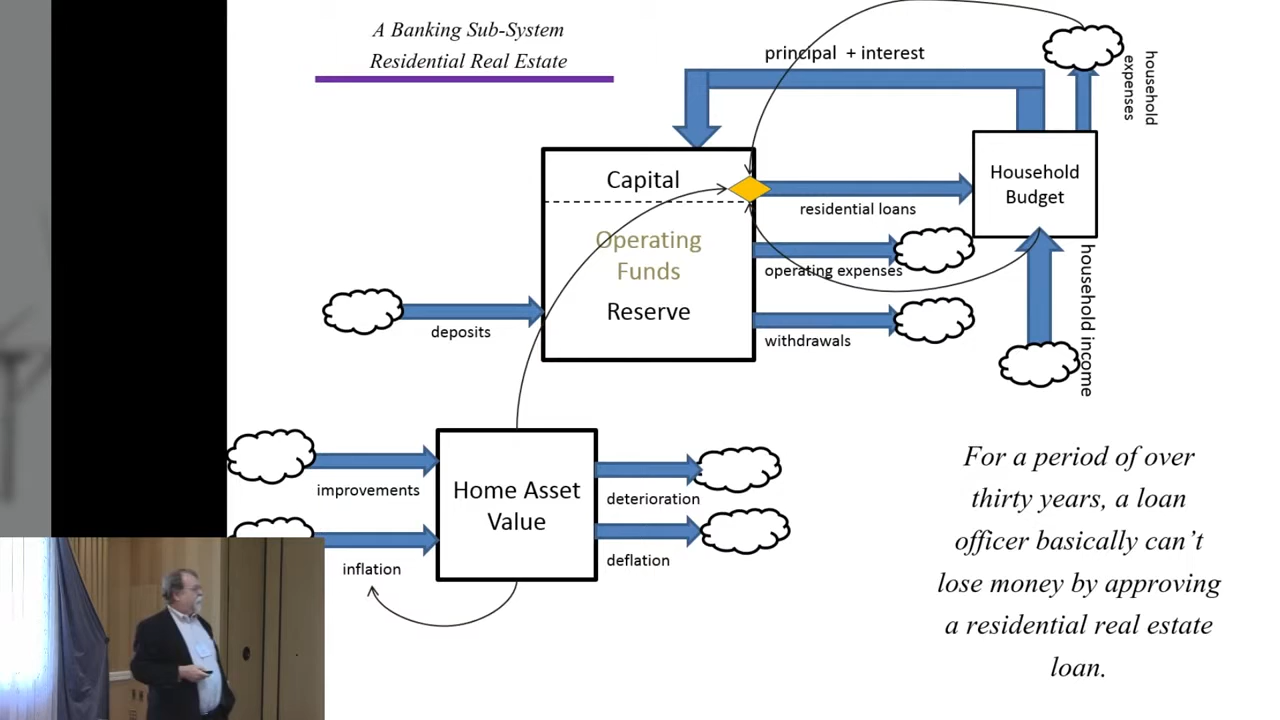 A Banking Sub-System
Residential Real Estate
principal + interest
household
expenses
Capital
Household
Budget
residential loans
Operating
Funds
operating expenses
Reserve
deposits
withdrawals
household income
improvements
Home Asset
Value
deterioration
inflation
deflation
For a period of over
thirty years, a loan
officer basically can’t
lose money by approving
a residential real estate
loan.